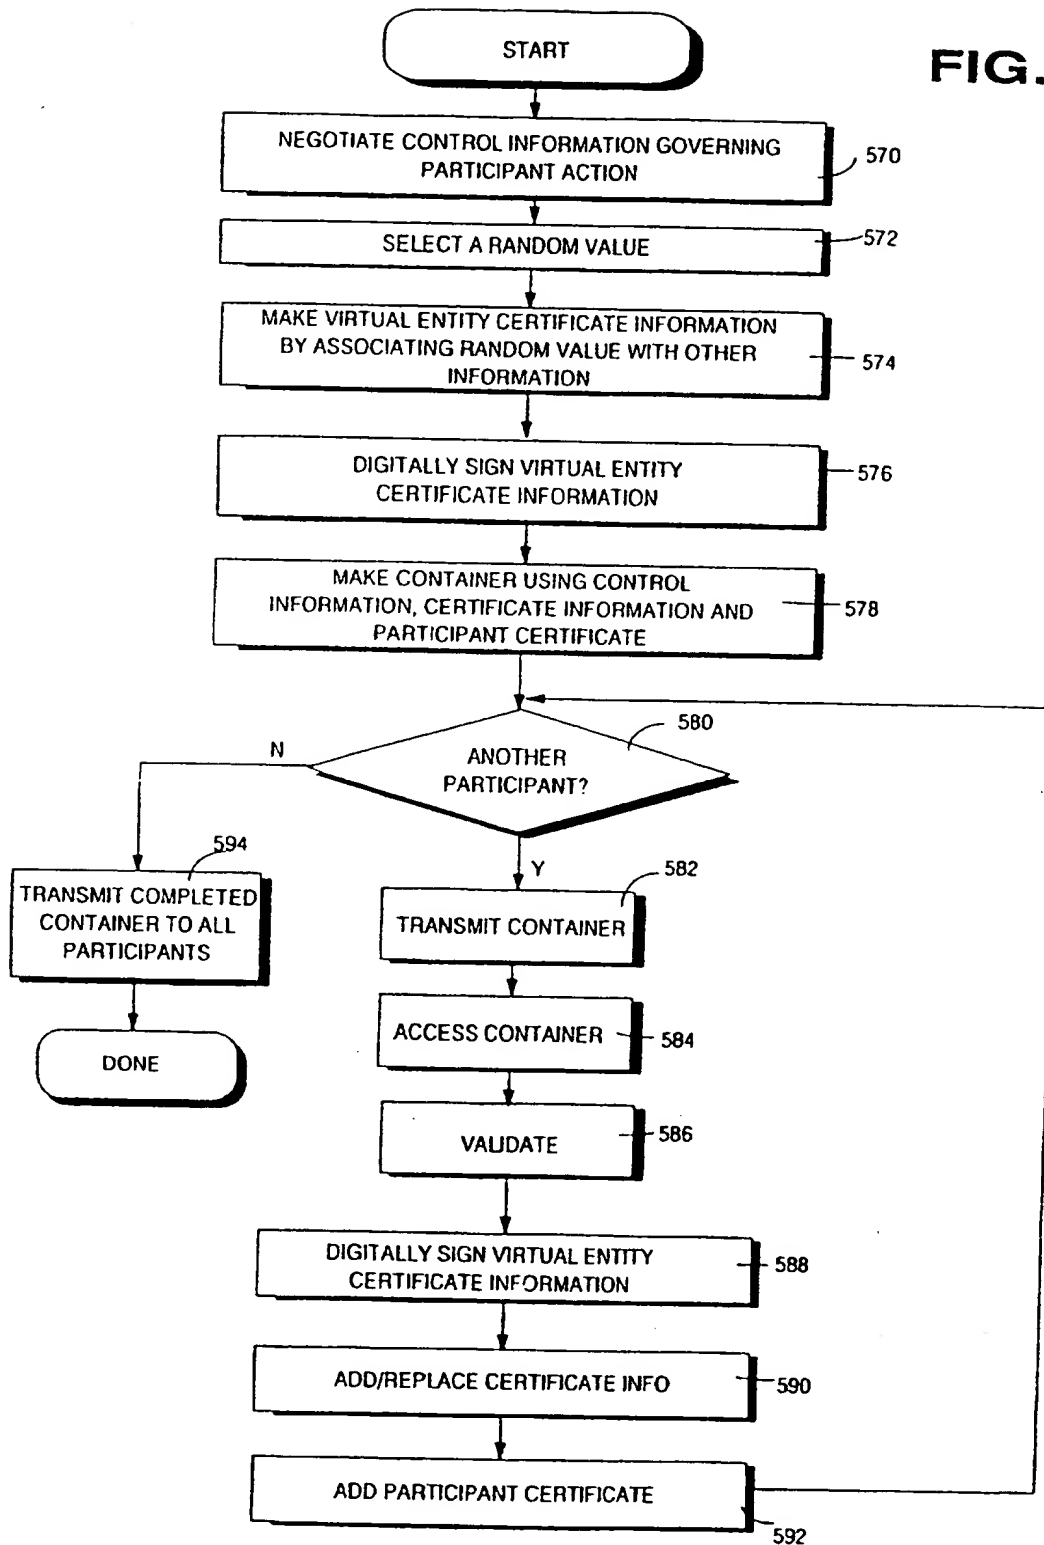 START
FIG.
NEGOTIATE CONTROL INFORMATION GOVERNING
PARTICIPANT ACTION
570
SELECT A RANDOM VALUE
572
MAKE VIRTUAL ENTITY CERTIFICATE INFORMATION
BY ASSOCIATING RANDOM VALUE WITH OTHER
INFORMATION
574
DIGITALLY SIGN VIRTUAL ENTITY
CERTIFICATE INFORMATION
576
MAKE CONTAINER USING CONTROL
INFORMATION, CERTIFICATE INFORMATION AND
PARTICIPANT CERTIFICATE
578
580
N
ANOTHER
PARTICIPANT?
594
Y
582
TRANSMIT COMPLETED
CONTAINER TO ALL
PARTICIPANTS
TRANSMIT CONTAINER
ACCESS CONTAINER
584
DONE
VALIDATE
586
DIGITALLY SIGN VIRTUAL ENTITY
CERTIFICATE INFORMATION
588
ADD/REPLACE CERTIFICATE INFO
590
ADD PARTICIPANT CERTIFICATE
592